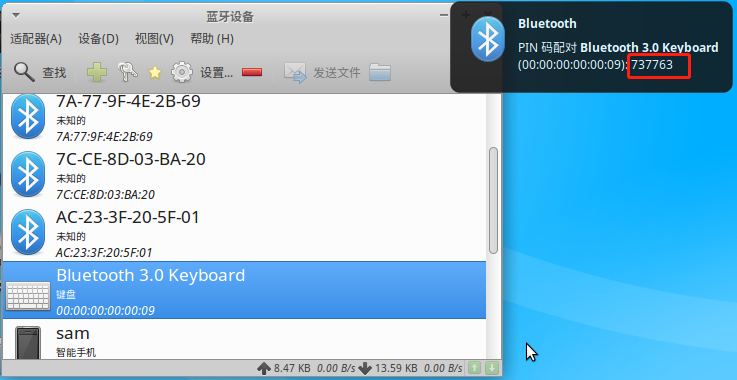 蓝牙设备
适配器(A) 设备(D) 视图(V) 帮助 (H)
查找 设置... 发送文件
7A-77-9F-4E-2B-69
未知的
7A:77:9F:4E:2B:69
7C-CE-8D-03-BA-20
未知的
7C:CE:8D:03:BA:20
AC-23-3F-20-5F-01
未知的
AC:23:3F:20:5F:01
Bluetooth 3.0 Keyboard
键盘
00:00:00:00:00:09
sam
智能手机
8.47 KB 0.00 B/s 13.59 KB 0.00 B/s
Bluetooth
PIN 码配对 Bluetooth 3.0 Keyboard
(00:00:00:00:00:09): 737763